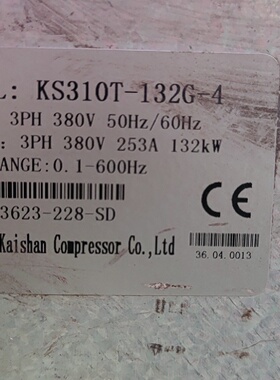 L: KS310T-132G-4
3PH 380V 50Hz/60Hz
: 3PH 380V 253A 132kW
RANGE:0.1-600Hz
3623-228-SD
CE
Kaishan Compressor Co.,Ltd
36.04.0013